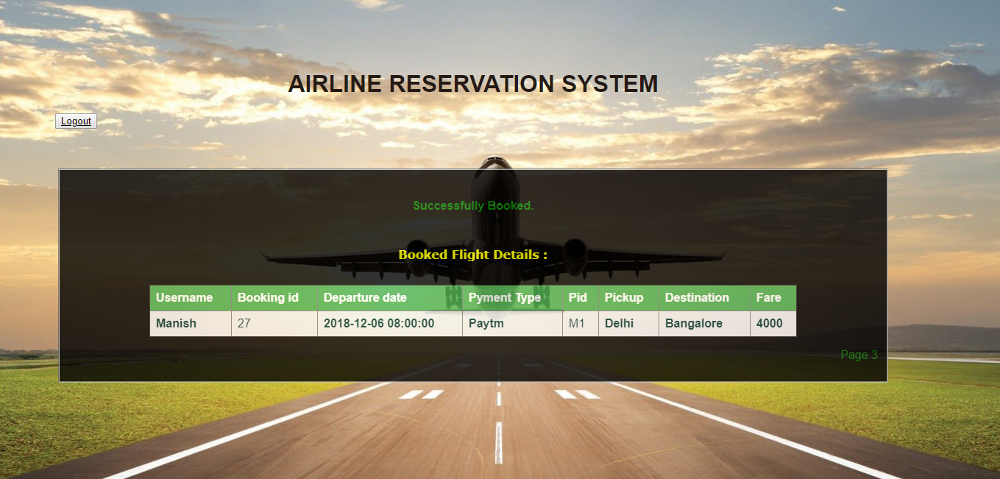 AIRLINE RESERVATION SYSTEM
Logout
Successfully Booked.
Booked Flight Details :
Username Booking id Departure date Pyment Type Pid Pickup Destination Fare
Manish 27 2018-12-06 08:00:00 Paytm M1 Delhi Bangalore 4000
Page 3